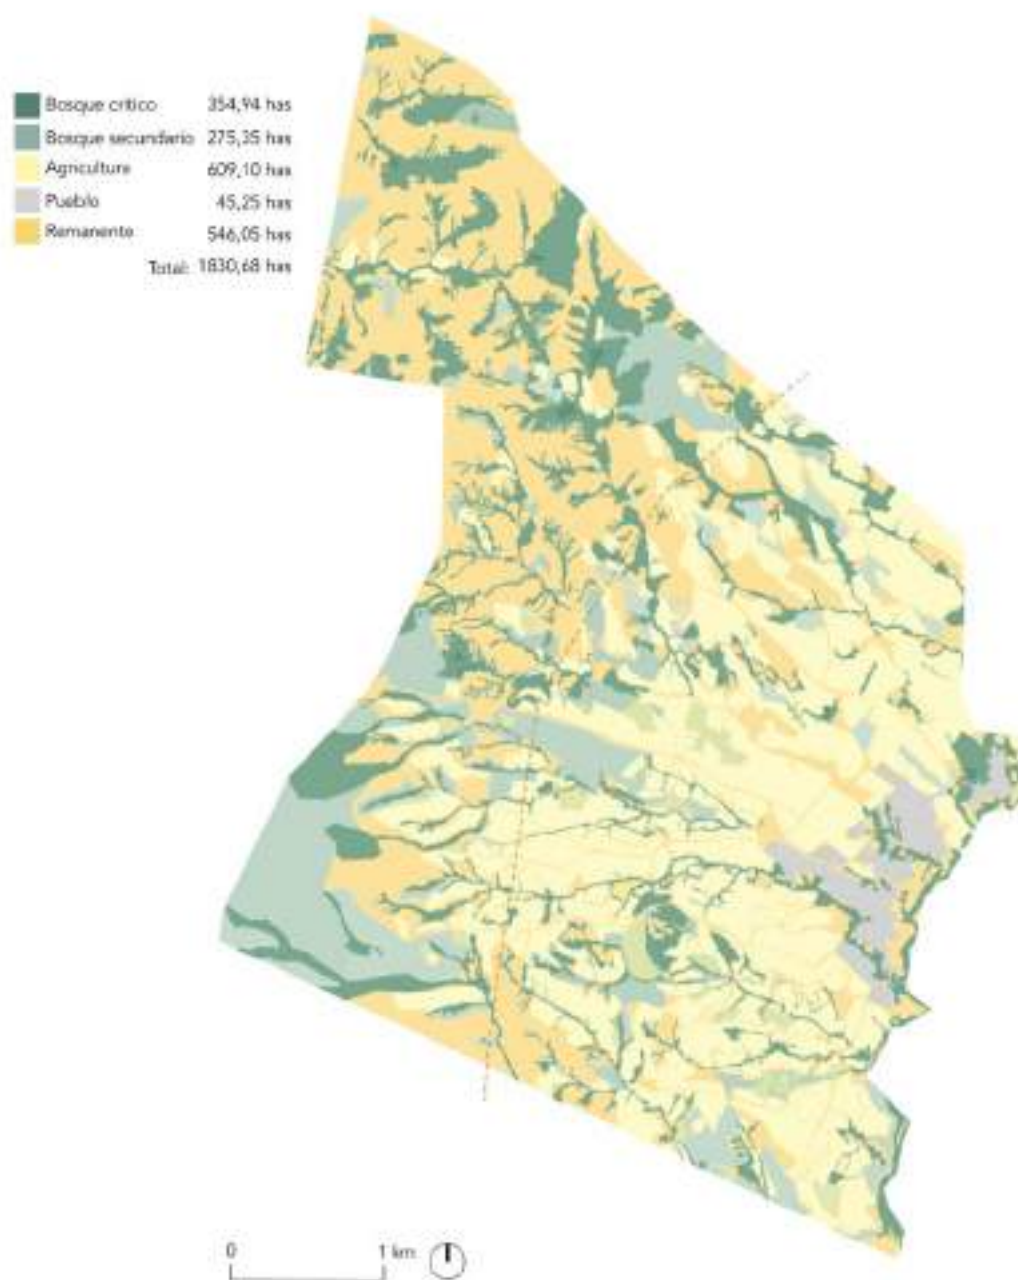 Bosque crítico 354,94 has
Bosque secundario 275,35 has
Agriculture 609,10 has
Pueblo 45,25 has
Remanente 546,05 has
Total: 1830,68 has
0 1 km